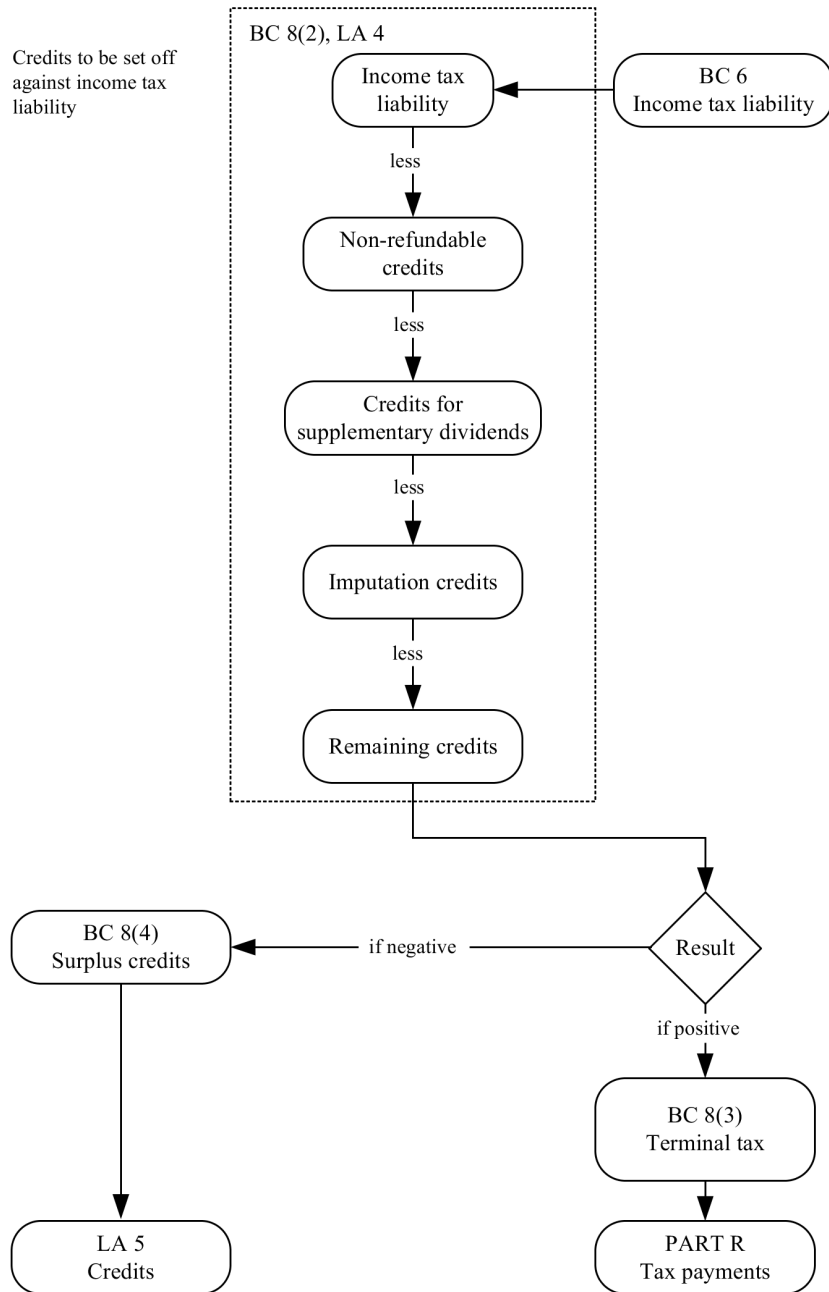 Credits to be set off
against income tax
liability
BC 8(2), LA 4
Income tax
liability
BC 6
Income tax liability
less
Non-refundable
credits
less
Credits for
supplementary dividends
less
Imputation credits
less
Remaining credits
Result
if negative
BC 8(4)
Surplus credits
if positive
BC 8(3)
Terminal tax
LA 5
Credits
PART R
Tax payments